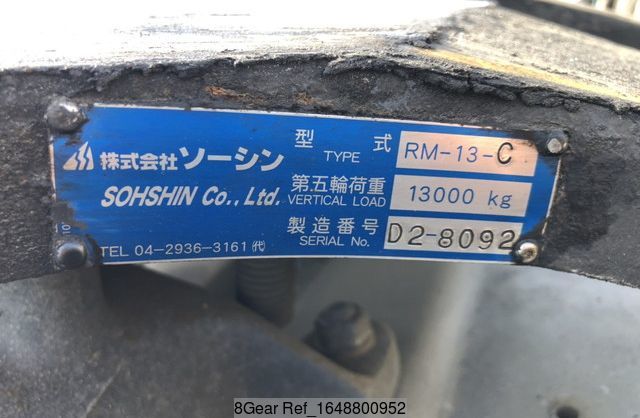 型式 RM-13-C
TYPE
株式会社 ソーシン
SOHSHIN Co., Ltd.
第五輪荷重 13000 kg
VERTICAL LOAD
製造番号 D2-8092
SERIAL No.
TEL 04-2936-3161 ㈹
8Gear Ref_1648800952